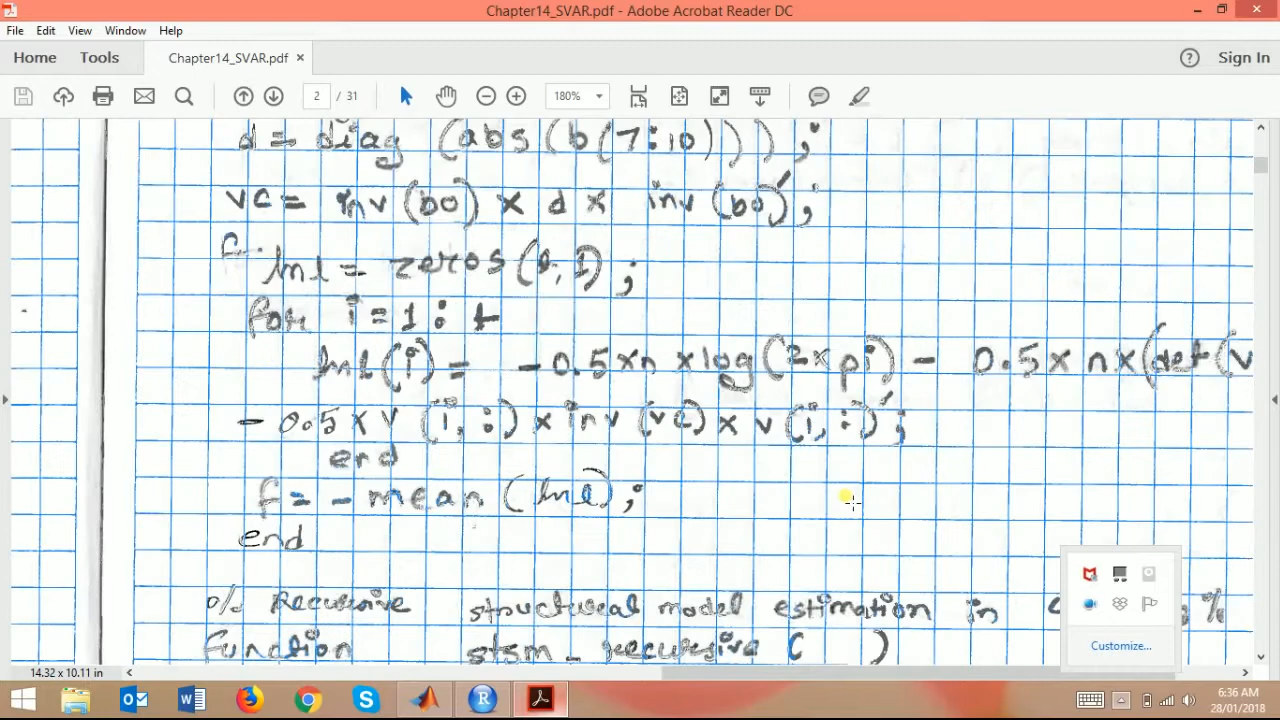 Chapter14_SVAR.pdf - Adobe Acrobat Reader DC
File Edit View Window Help
Home Tools Chapter14_SVAR.pdf × Sign In
2 / 31 180%
d = diag (abs (b(7:10)));
vc = inv (bo) × d × inv (bo)';
lnl = zeros (t, 1);
for i = 1 : t
lnl (i) = -0.5 × n × log (2 × pi) - 0.5 × n × (det (v
- 0.5 × v (i, :) × inv (vc) × v (i, :)';
end
f = - mean (lnl);
end
% Recursive structural model estimation in %
function stsm _ recursive ( )
Customize...
14.32 x 10.11 in
6:36 AM
28/01/2018